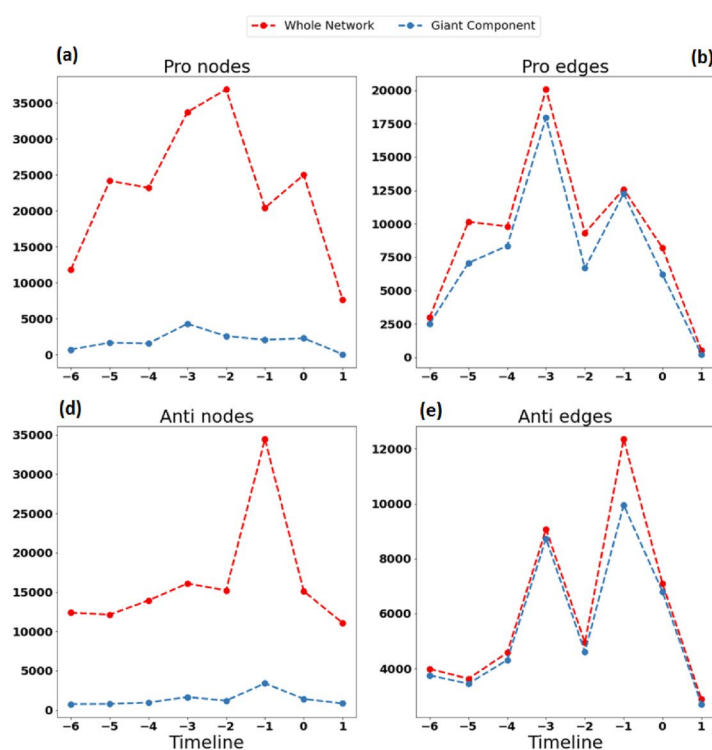 Whole Network Giant Component
(a) (b)
Pro nodes Pro edges
35000
30000
25000
20000
15000
10000
5000
0
−6 −5 −4 −3 −2 −1 0 1
20000
17500
15000
12500
10000
7500
5000
2500
0
−6 −5 −4 −3 −2 −1 0 1
(d) (e)
Anti nodes Anti edges
35000
30000
25000
20000
15000
10000
5000
0
−6 −5 −4 −3 −2 −1 0 1
Timeline
12000
10000
8000
6000
4000
−6 −5 −4 −3 −2 −1 0 1
Timeline